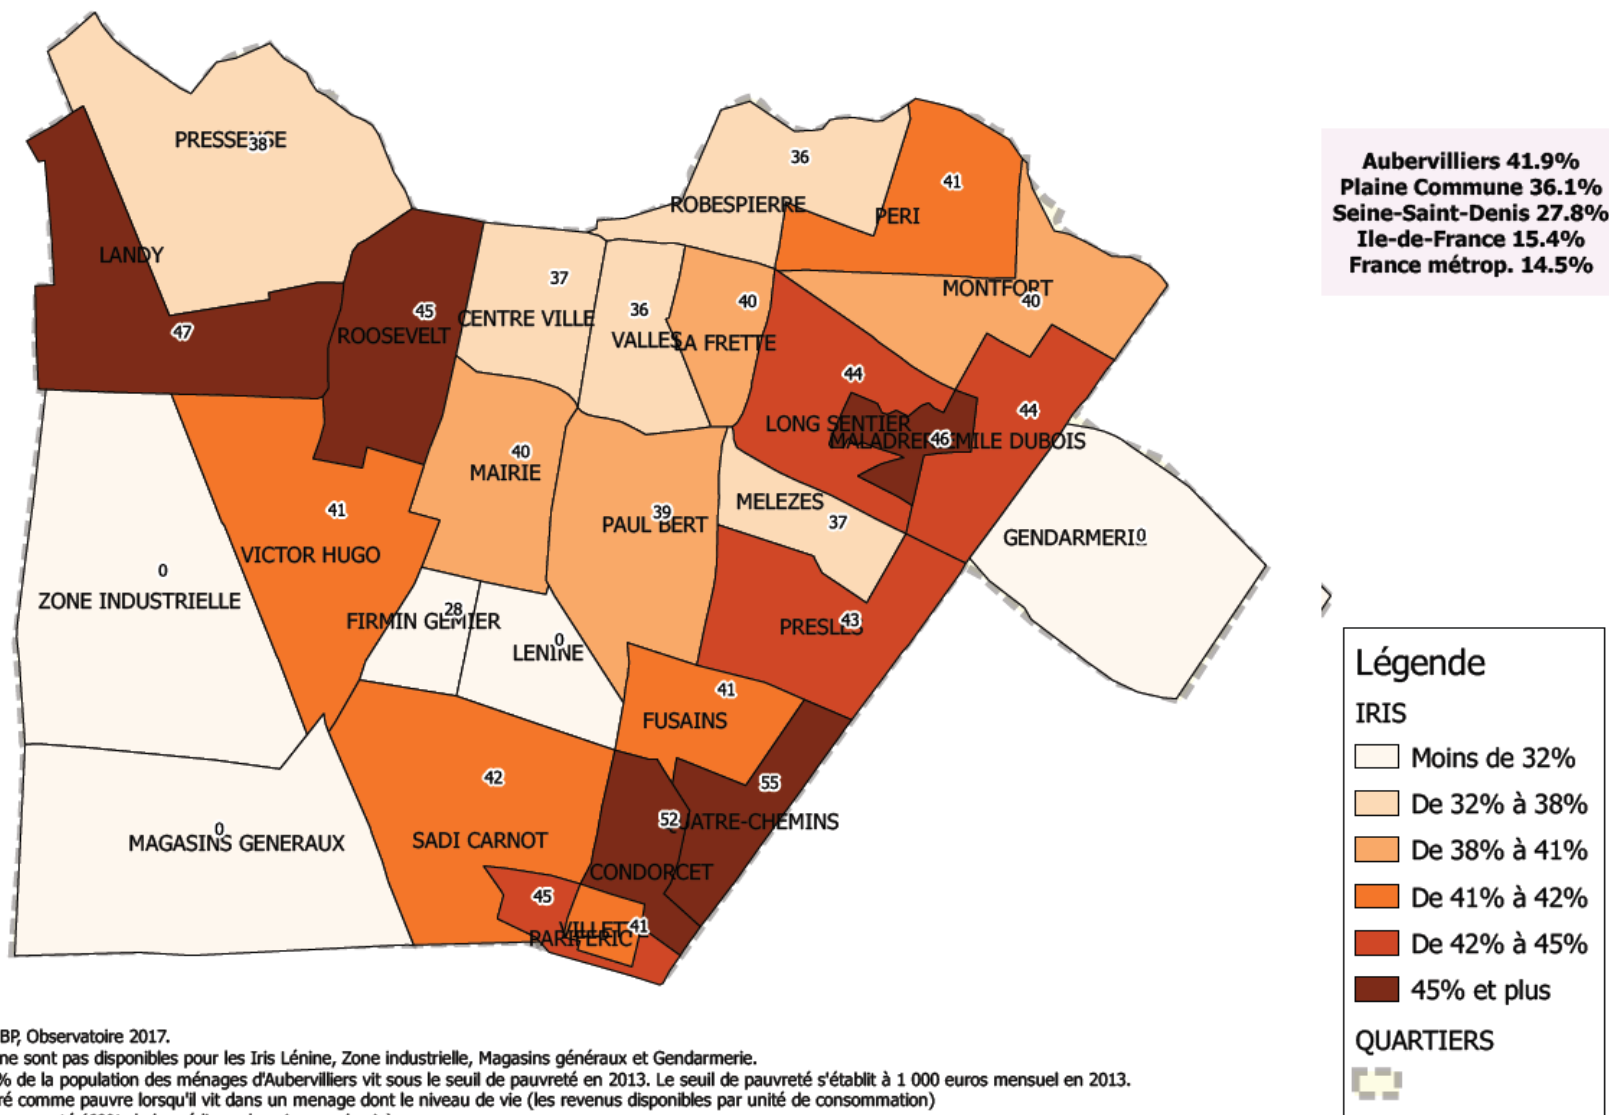 PRESSENSE
38
36
ROBESPIERRE
41
PERI
LANDY
47
45
ROOSEVELT
37
CENTRE VILLE
36
VALLES
40
LA FRETTE
MONTFORT
40
44
LONG SENTIER
MALADRERIE
46
44
EMILE DUBOIS
40
MAIRIE
39
PAUL BERT
MELEZES
37
GENDARMERIE
0
41
VICTOR HUGO
0
ZONE INDUSTRIELLE
28
FIRMIN GEMIER
0
LENINE
43
PRESLES
41
FUSAINS
42
SADI CARNOT
0
MAGASINS GENERAUX
55
QUATRE-CHEMINS
52
CONDORCET
45
41
VILLETTE
PARIFERIC
Aubervilliers 41.9%
Plaine Commune 36.1%
Seine-Saint-Denis 27.8%
Ile-de-France 15.4%
France métrop. 14.5%
Légende
IRIS
Moins de 32%
De 32% à 38%
De 38% à 41%
De 41% à 42%
De 42% à 45%
45% et plus
QUARTIERS
BP, Observatoire 2017.
ne sont pas disponibles pour les Iris Lénine, Zone industrielle, Magasins généraux et Gendarmerie.
% de la population des ménages d'Aubervilliers vit sous le seuil de pauvreté en 2013. Le seuil de pauvreté s'établit à 1 000 euros mensuel en 2013.
ré comme pauvre lorsqu'il vit dans un menage dont le niveau de vie (les revenus disponibles par unité de consommation)